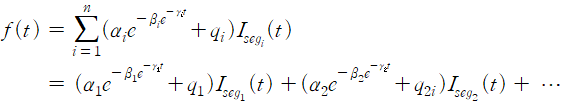 f(t) = \sum_{i=1}^{n} (α_i e^{-β_i e^{-γ_i t}} + q_i) I_{seg_i}(t)
= (α_1 e^{-β_1 e^{-γ_1 t}} + q_1) I_{seg_1}(t) + (α_2 e^{-β_2 e^{-γ_2 t}} + q_{2i}) I_{seg_2}(t) + ⋯